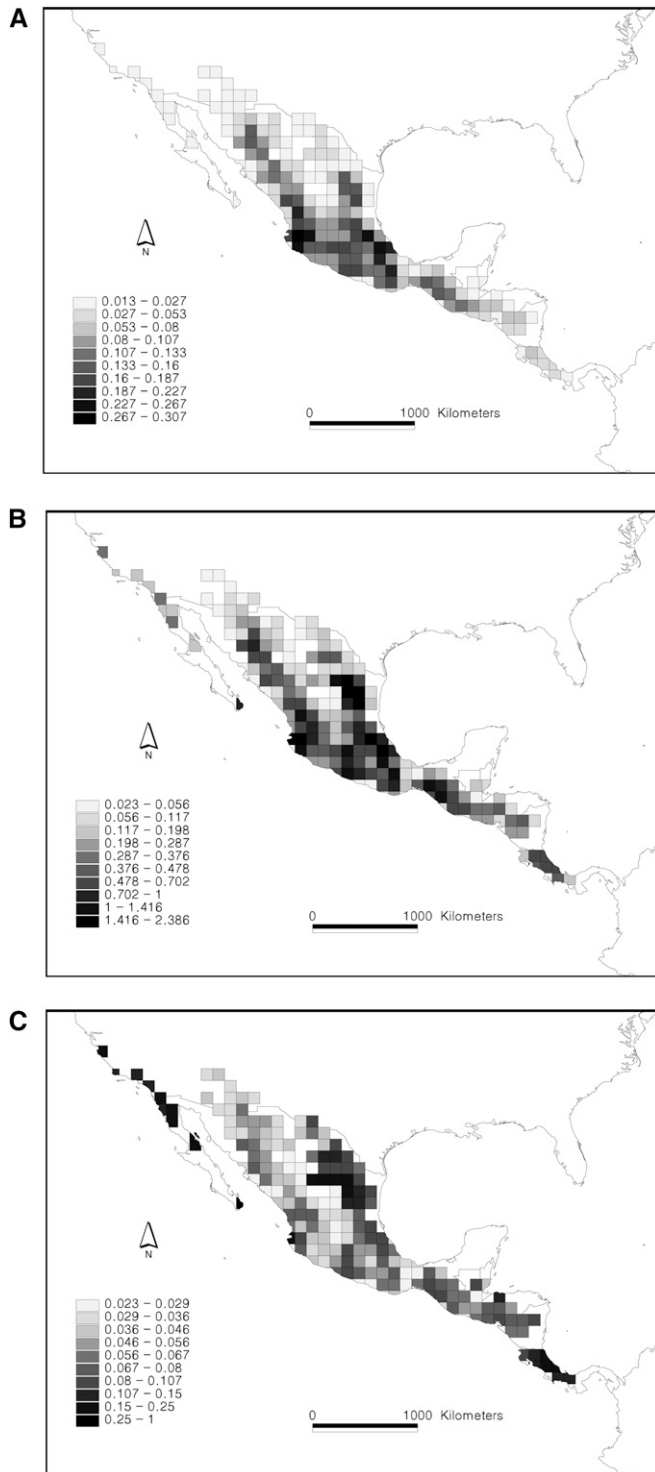 A
N
0.013 – 0.027
0.027 – 0.053
0.053 – 0.08
0.08 – 0.107
0.107 – 0.133
0.133 – 0.16
0.16 – 0.187
0.187 – 0.227
0.227 – 0.267
0.267 – 0.307
0 1000 Kilometers
B
N
0.023 – 0.056
0.056 – 0.117
0.117 – 0.198
0.198 – 0.287
0.287 – 0.376
0.376 – 0.478
0.478 – 0.702
0.702 – 1
1 – 1.416
1.416 – 2.386
0 1000 Kilometers
C
N
0.023 – 0.029
0.029 – 0.036
0.036 – 0.046
0.046 – 0.056
0.056 – 0.067
0.067 – 0.08
0.08 – 0.107
0.107 – 0.15
0.15 – 0.25
0.25 – 1
0 1000 Kilometers